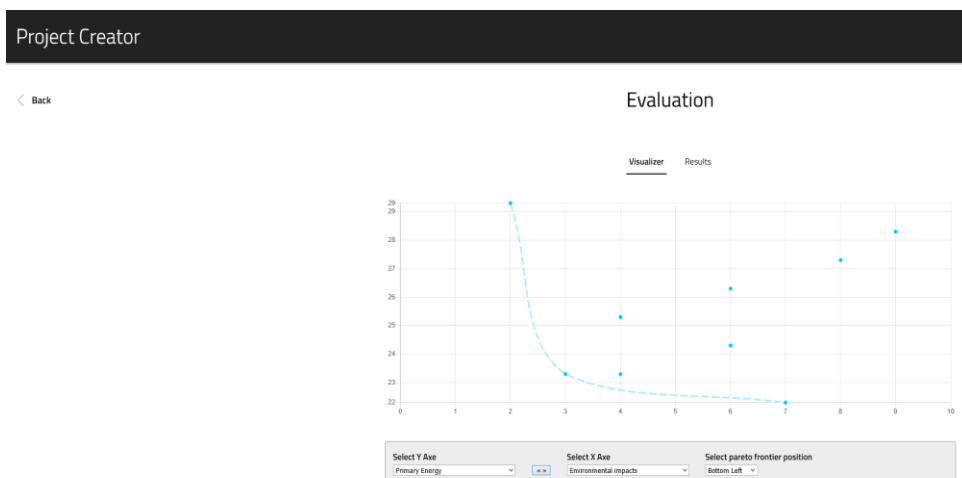 Project Creator
Back
Evaluation
Visualizer Results
29
29
28
27
26
25
24
23
22
0 1 2 3 4 5 6 7 8 9 10
Select Y Axe Select X Axe Select pareto frontier position
Primary Energy < > Environmental impacts Bottom Left